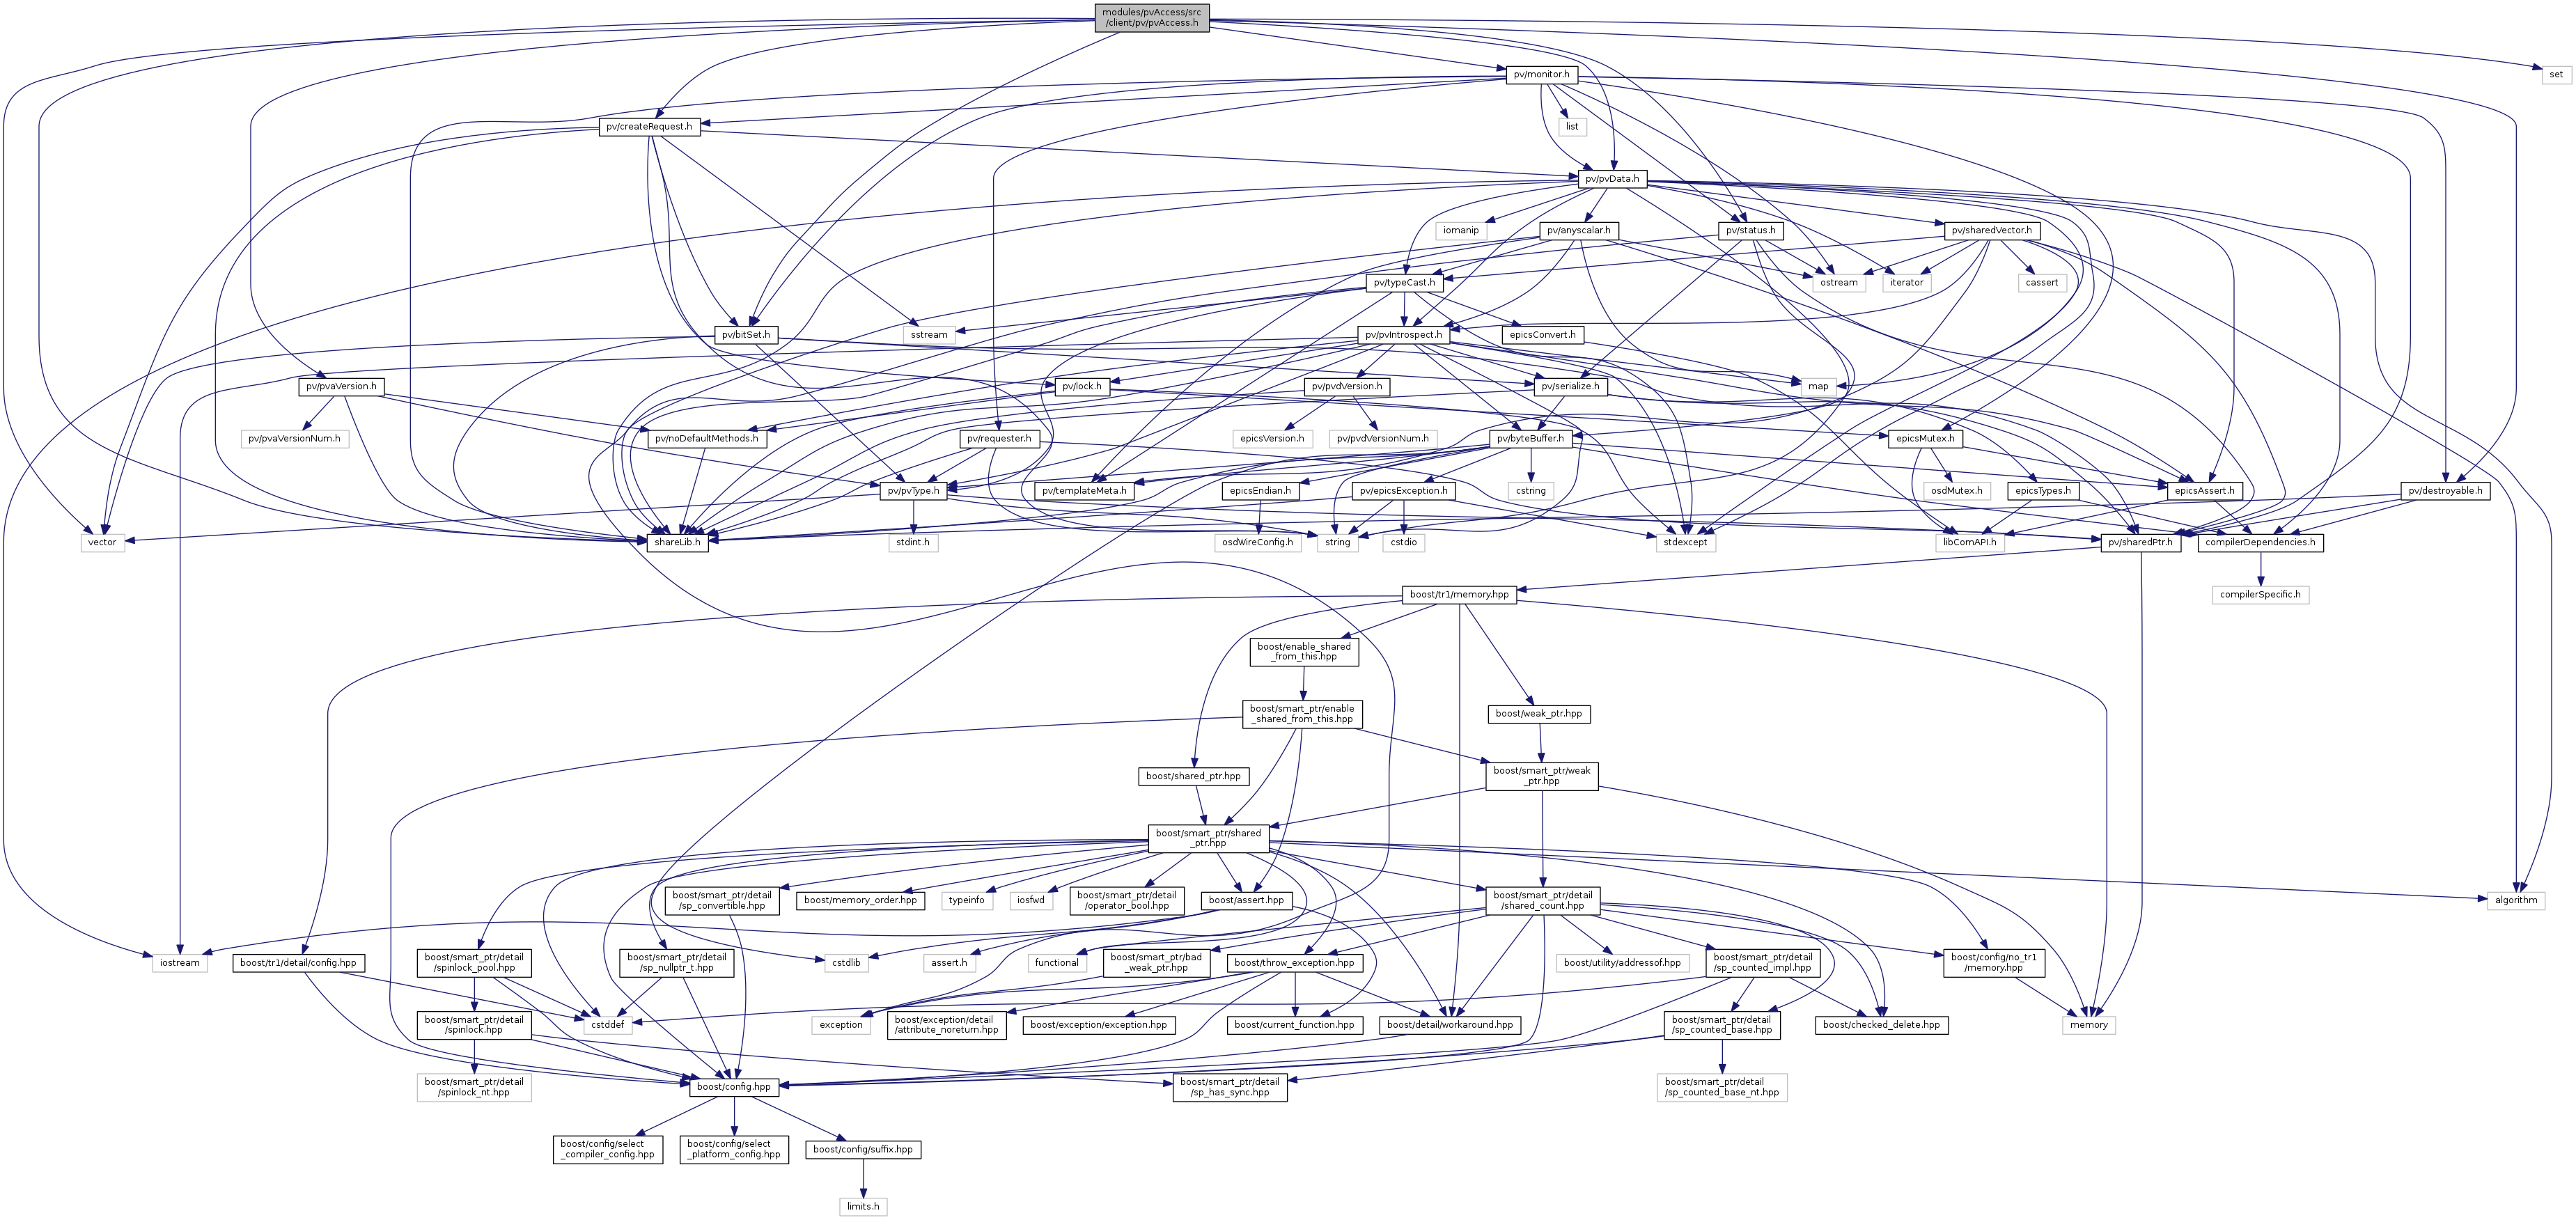 modules/pvAccess/src
/client/pv/pvAccess.h
set
pv/monitor.h
pv/createRequest.h
list
pv/pvData.h
iomanip
pv/anyscalar.h
pv/status.h
pv/sharedVector.h
pv/typeCast.h
ostream
iterator
cassert
pv/bitSet.h
sstream
pv/pvIntrospect.h
epicsConvert.h
pv/pvaVersion.h
pv/lock.h
pv/pvdVersion.h
pv/serialize.h
map
pv/pvaVersionNum.h
pv/noDefaultMethods.h
pv/requester.h
epicsVersion.h
pv/pvdVersionNum.h
pv/byteBuffer.h
epicsMutex.h
pv/pvType.h
pv/templateMeta.h
epicsEndian.h
pv/epicsException.h
cstring
osdMutex.h
epicsTypes.h
epicsAssert.h
pv/destroyable.h
vector
shareLib.h
stdint.h
osdWireConfig.h
string
cstdio
stdexcept
libComAPI.h
pv/sharedPtr.h
compilerDependencies.h
boost/tr1/memory.hpp
compilerSpecific.h
boost/enable_shared
_from_this.hpp
boost/smart_ptr/enable
_shared_from_this.hpp
boost/weak_ptr.hpp
boost/shared_ptr.hpp
boost/smart_ptr/weak
_ptr.hpp
boost/smart_ptr/shared
_ptr.hpp
boost/smart_ptr/detail
/sp_convertible.hpp
boost/memory_order.hpp
typeinfo
iosfwd
boost/smart_ptr/detail
/operator_bool.hpp
boost/assert.hpp
boost/smart_ptr/detail
/shared_count.hpp
algorithm
iostream
boost/tr1/detail/config.hpp
boost/smart_ptr/detail
/spinlock_pool.hpp
boost/smart_ptr/detail
/sp_nullptr_t.hpp
cstdlib
assert.h
functional
boost/smart_ptr/bad
_weak_ptr.hpp
boost/throw_exception.hpp
boost/utility/addressof.hpp
boost/smart_ptr/detail
/sp_counted_impl.hpp
boost/config/no_tr1
/memory.hpp
boost/smart_ptr/detail
/spinlock.hpp
cstddef
exception
boost/exception/detail
/attribute_noreturn.hpp
boost/exception/exception.hpp
boost/current_function.hpp
boost/detail/workaround.hpp
boost/smart_ptr/detail
/sp_counted_base.hpp
boost/checked_delete.hpp
memory
boost/smart_ptr/detail
/spinlock_nt.hpp
boost/config.hpp
boost/smart_ptr/detail
/sp_has_sync.hpp
boost/smart_ptr/detail
/sp_counted_base_nt.hpp
boost/config/select
_compiler_config.hpp
boost/config/select
_platform_config.hpp
boost/config/suffix.hpp
limits.h